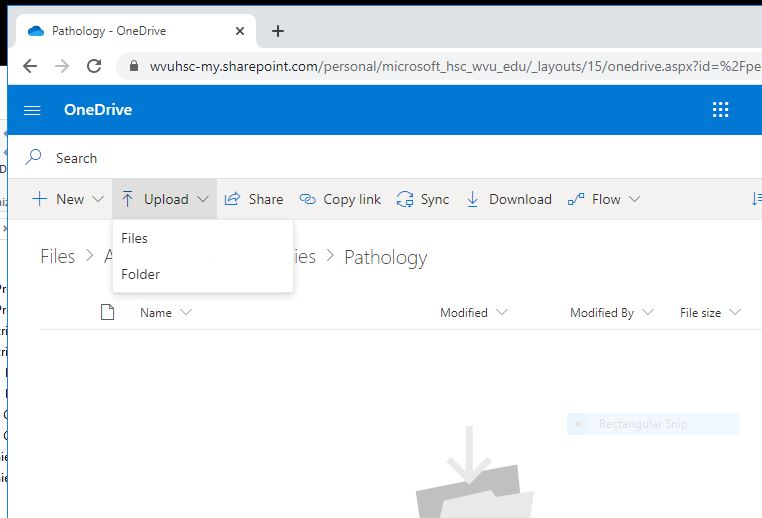 Pathology - OneDrive
wvuhsc-my.sharepoint.com/personal/microsoft_hsc_wvu_edu/_layouts/15/onedrive.aspx?id=%2Fpe
OneDrive
Search
New Upload Share Copy link Sync Download Flow
Files
Folder
Files > A ies > Pathology
Name Modified Modified By File size
Rectangular Snip